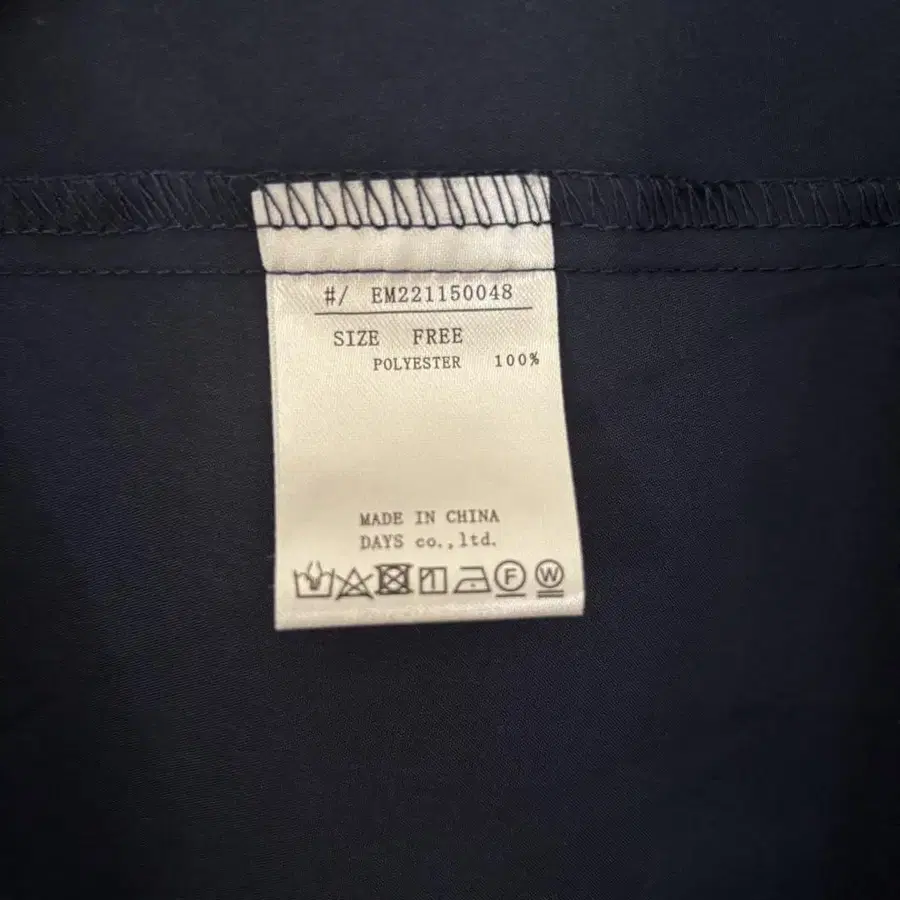 #/ EM221150048
SIZE FREE
POLYESTER 100%
MADE IN CHINA
DAYS co.,ltd.
F W